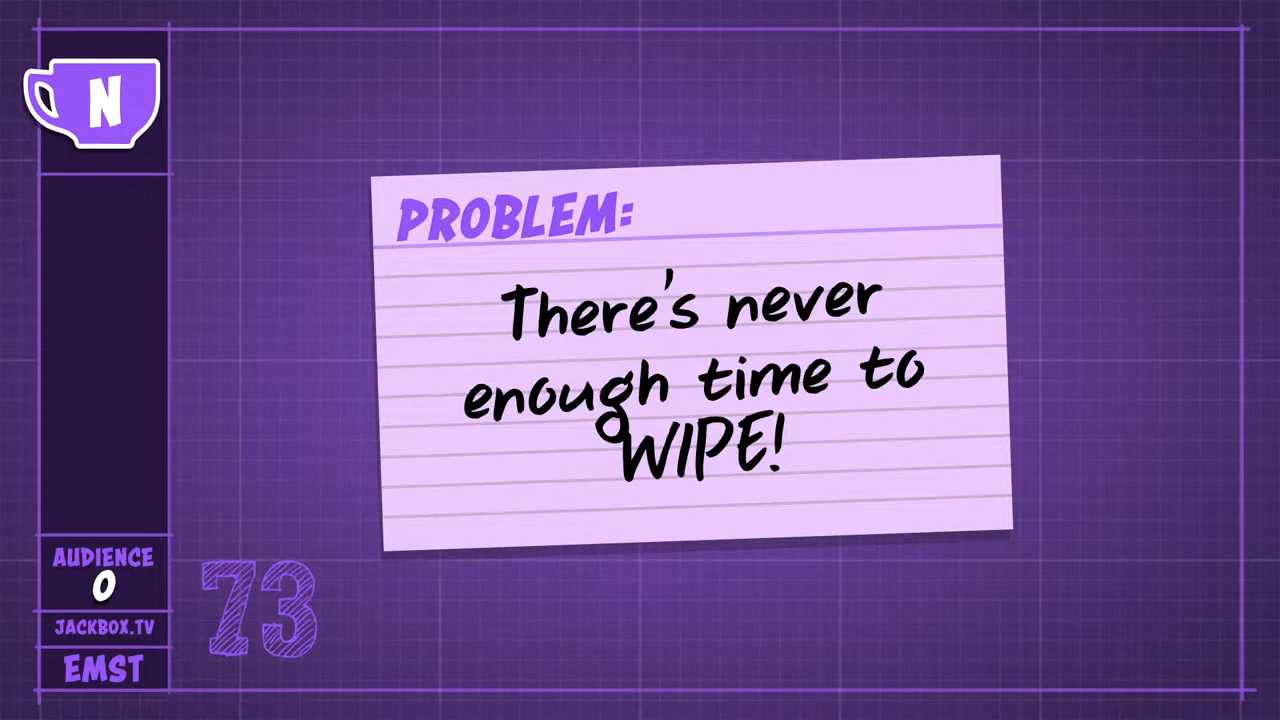 N
PROBLEM:
There's never
enough time to
WIPE!
AUDIENCE
0
JACKBOX.TV
EMST
73